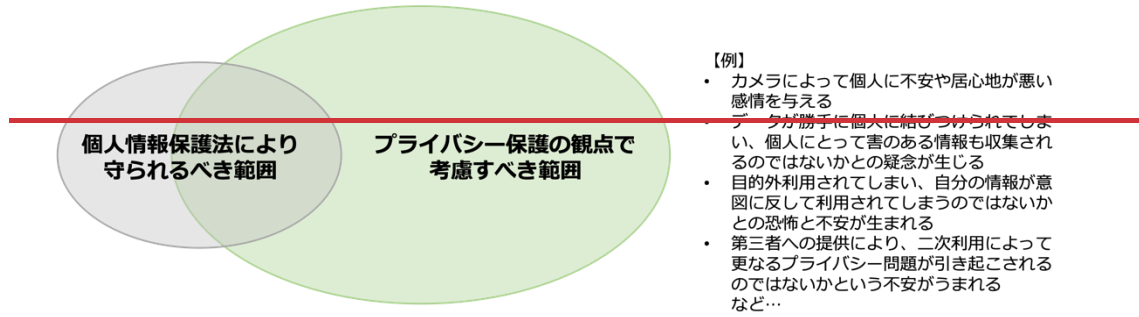 個人情報保護法により
守られるべき範囲
プライバシー保護の観点で
考慮すべき範囲
【例】
• カメラによって個人に不安や居心地が悪い
感情を与える
• データが勝手に個人に結びつけられてしま
い、個人にとって害のある情報も収集され
るのではないかとの疑念が生じる
• 目的外利用されてしまい、自分の情報が意
図に反して利用されてしまうのではないか
との恐怖と不安が生まれる
• 第三者への提供により、二次利用によって
更なるプライバシー問題が引き起こされる
のではないかという不安がうまれる
など…